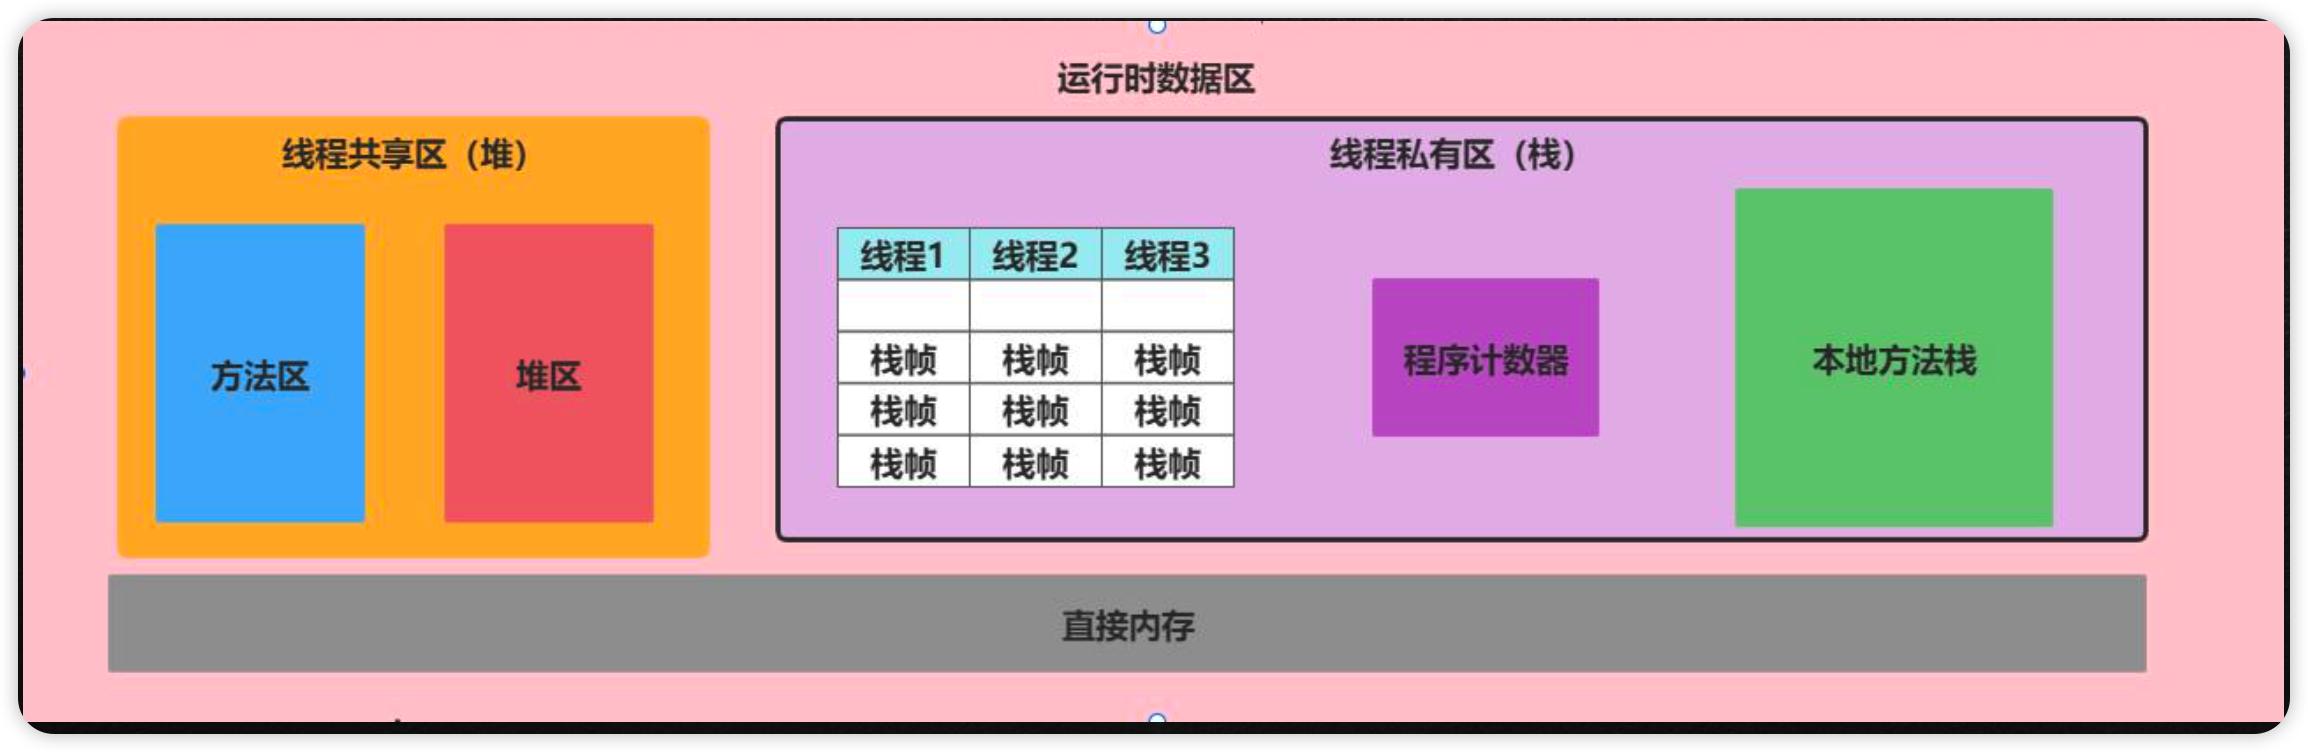 运行时数据区
线程共享区（堆）
方法区
堆区
线程私有区（栈）
线程1 线程2 线程3
栈帧 栈帧 栈帧
栈帧 栈帧 栈帧
栈帧 栈帧 栈帧
程序计数器
本地方法栈
直接内存